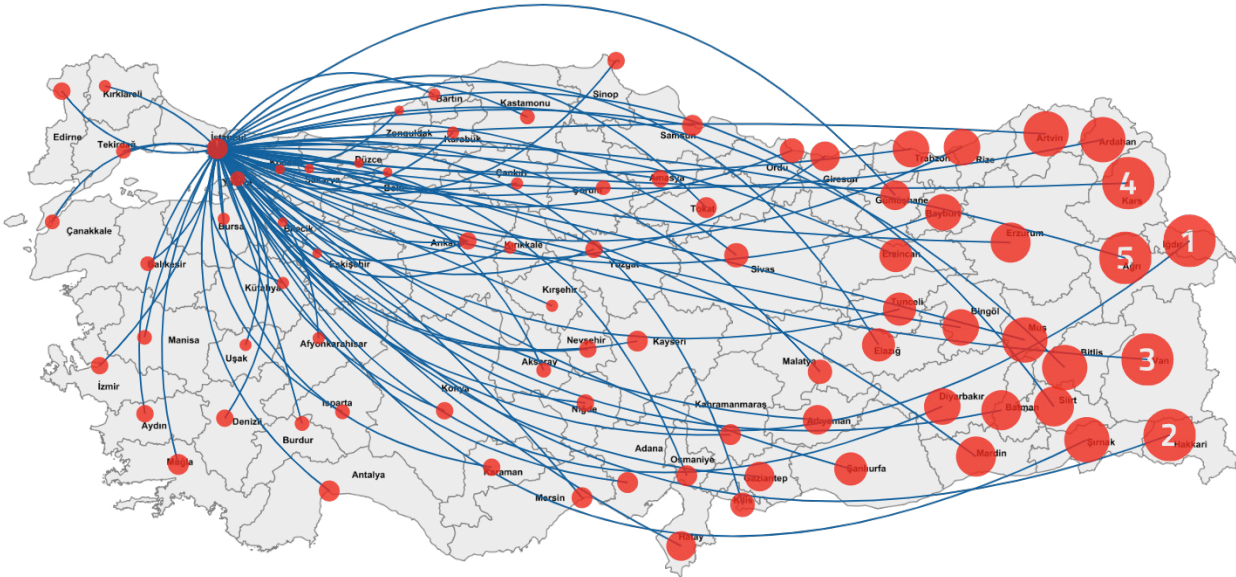 Sinop
Kırklareli
Bartın
Kastamonu
Edirne
İstanbul
Zonguldak
Karabük
Samsun
Artvin
Ardahan
Tekirdağ
Düzce
Ordu
Giresun
Trabzon
Rize
Sakarya
Bolu
Çankırı
Çorum
Amasya
4
Kars
Gümüşhane
Tokat
Bayburt
Çanakkale
Bursa
Bilecik
Ankara
Kırıkkale
Yozgat
Sivas
Erzincan
Erzurum
1
Iğdır
5
Ağrı
Balıkesir
Eskişehir
Kütahya
Kırşehir
Tunceli
Bingöl
Muş
Manisa
Uşak
Afyonkarahisar
Nevşehir
Kayseri
Elazığ
Bitlis
3
Van
İzmir
Aksaray
Malatya
Konya
Isparta
Niğde
Kahramanmaraş
Diyarbakır
Batman
Siirt
Aydın
Denizli
Burdur
Adıyaman
2
Hakkari
Şırnak
Muğla
Antalya
Karaman
Adana
Osmaniye
Mardin
Mersin
Gaziantep
Şanlıurfa
Kilis
Hatay